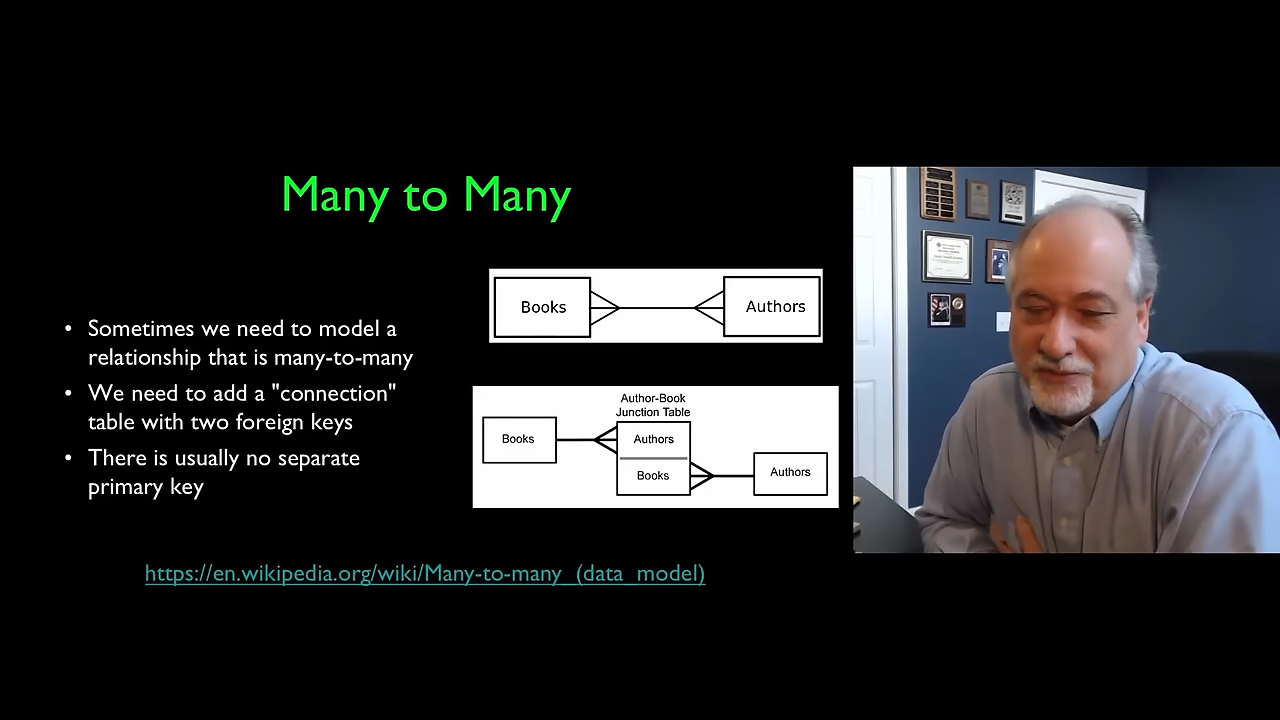 Many to Many
• Sometimes we need to model a
relationship that is many-to-many
• We need to add a "connection"
table with two foreign keys
• There is usually no separate
primary key
Books
Authors
Author-Book
Junction Table
Books
Authors
Books
Authors
https://en.wikipedia.org/wiki/Many-to-many_(data_model)